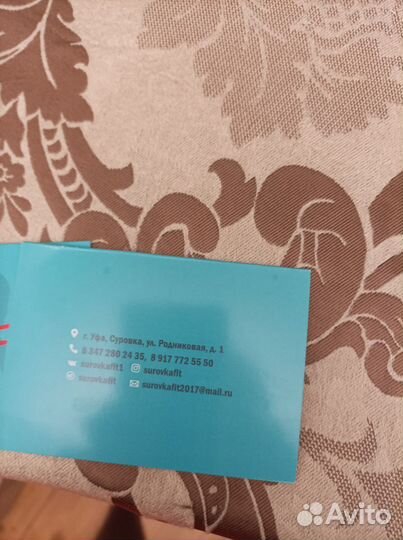 г. Уфа, Суровка, ул. Родниковая, д. 1
8 347 280 24 35, 8 917 772 55 50
surovkafit1 surovkafit
surovkafit surovkafit2017@mail.ru
Avito